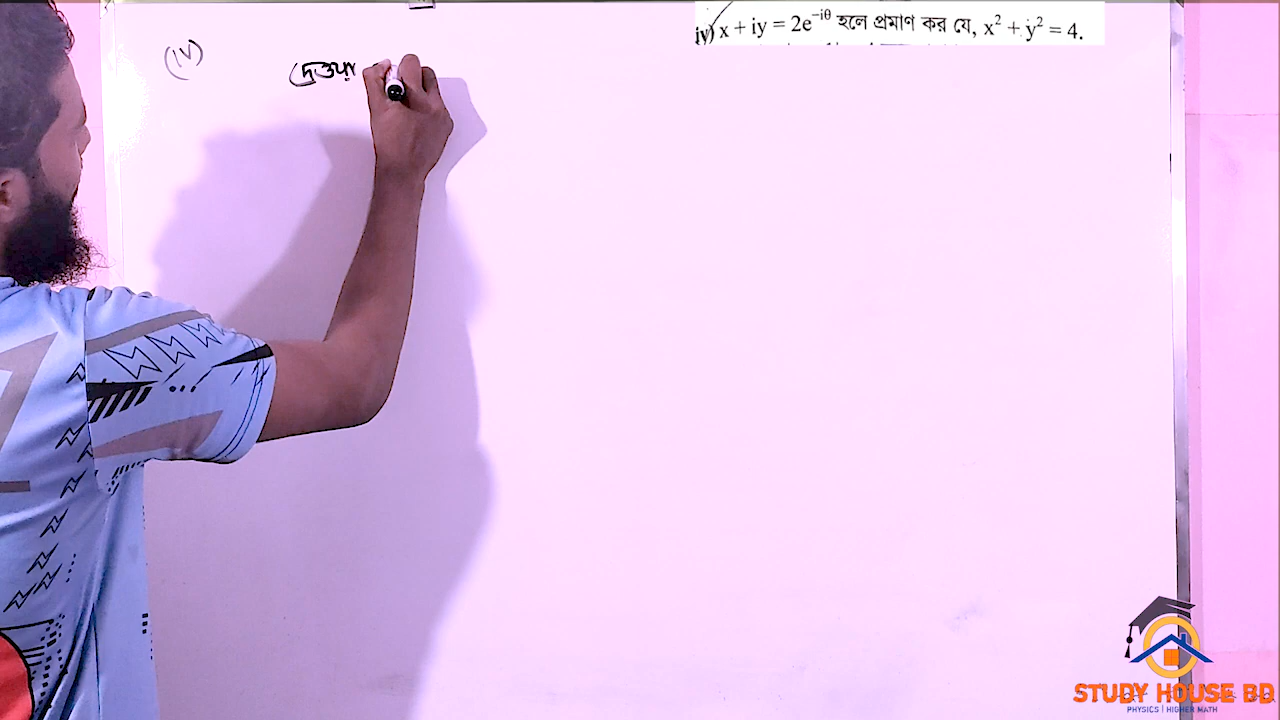 iv) x + iy = 2e^{-iθ} হলে প্রমাণ কর যে, x² + y² = 4.
(iv)
দেওয়া
STUDY HOUSE BD
PHYSICS | HIGHER MATH